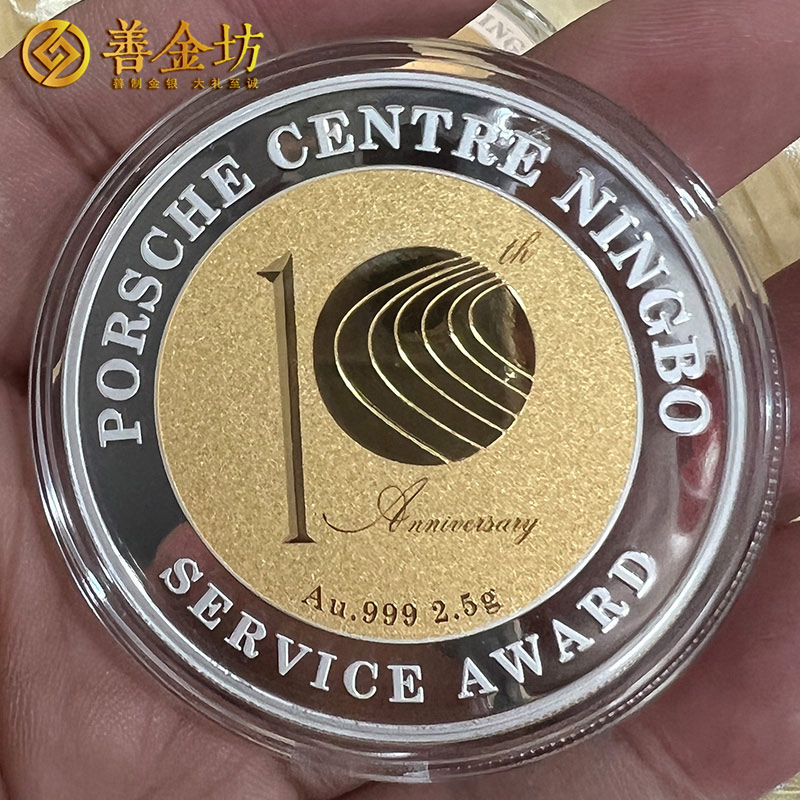 善金坊
善制金银 大礼至诚
PORSCHE CENTRE NINGBO
10th
Anniversary
Au.999 2.5g
SERVICE AWARD